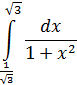 ∫_{1/√3}^{√3} dx/(1 + x²)